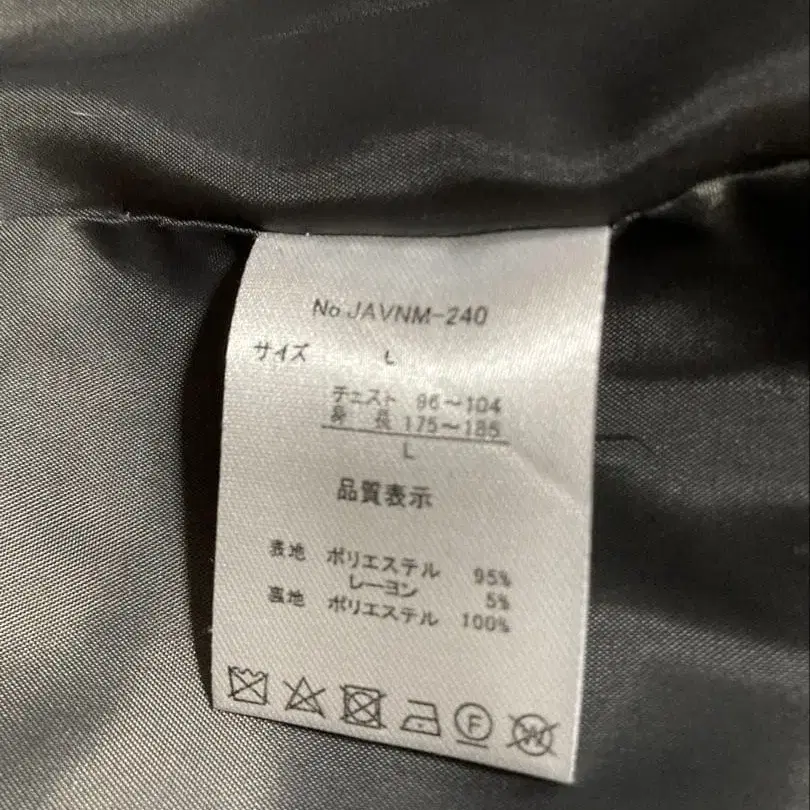 No JAVNM-240
サイズ L
チェスト 96〜104
身 長 175〜185
L
品質表示
表地 ポリエステル 95%
レーヨン 5%
裏地 ポリエステル 100%
F
W